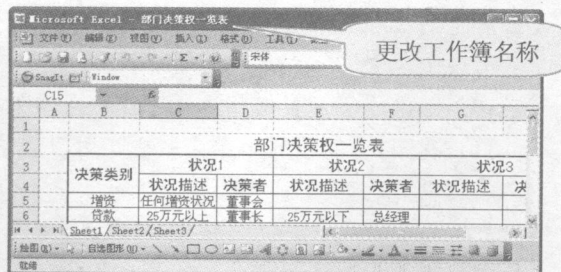 Microsoft Excel - 部门决策权一览表
文件(F) 编辑(E) 视图(V) 插入(I) 格式(O) 工具(T)
更改工作簿名称
宋体
SnagIt Window
C15 fx
A B C D E F G
1
2 部门决策权一览表
3 决策类别 状况1 状况2 状况3
4 状况描述 决策者 状况描述 决策者 状况描述
5 增资 任何增资状况 董事会
6 贷款 25万元以上 董事长 25万元以下 总经理
Sheet1 / Sheet2 / Sheet3 /
绘图(R) 自选图形(U)
就绪